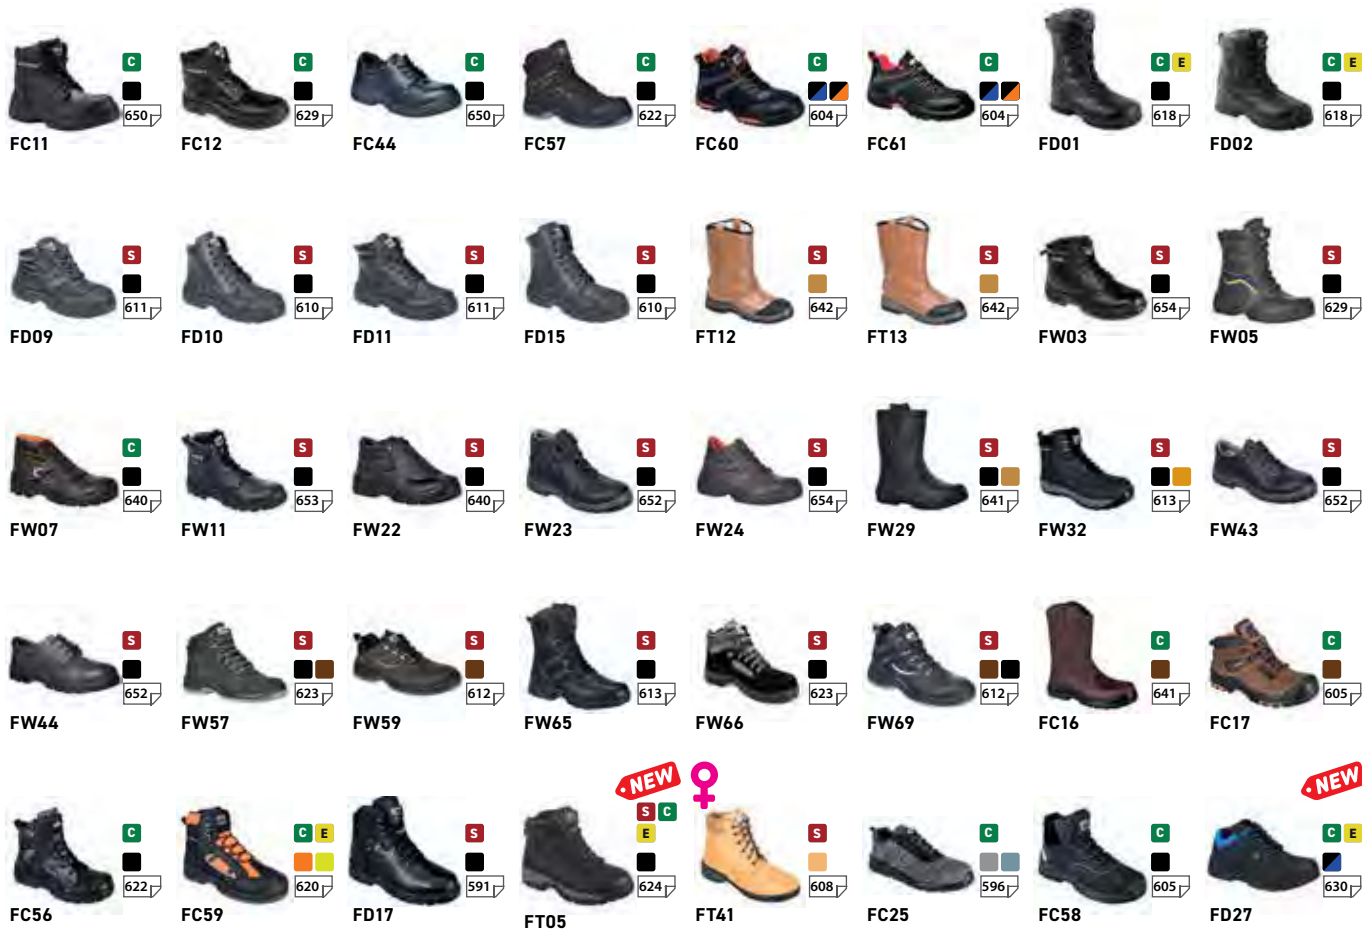 C C C C C C C E C E
650 629 650 622 604 604 618 618
FC11 FC12 FC44 FC57 FC60 FC61 FD01 FD02
S S S S S S S S
611 610 611 610 642 642 654 629
FD09 FD10 FD11 FD15 FT12 FT13 FW03 FW05
C S S S S S S S
640 653 640 652 654 641 613 652
FW07 FW11 FW22 FW23 FW24 FW29 FW32 FW43
S S S S S S C C
652 623 612 613 623 612 641 605
FW44 FW57 FW59 FW65 FW66 FW69 FC16 FC17
NEW NEW
S C
C C E S E S C C C E
622 620 591 624 608 596 605 630
FC56 FC59 FD17 FT05 FT41 FC25 FC58 FD27